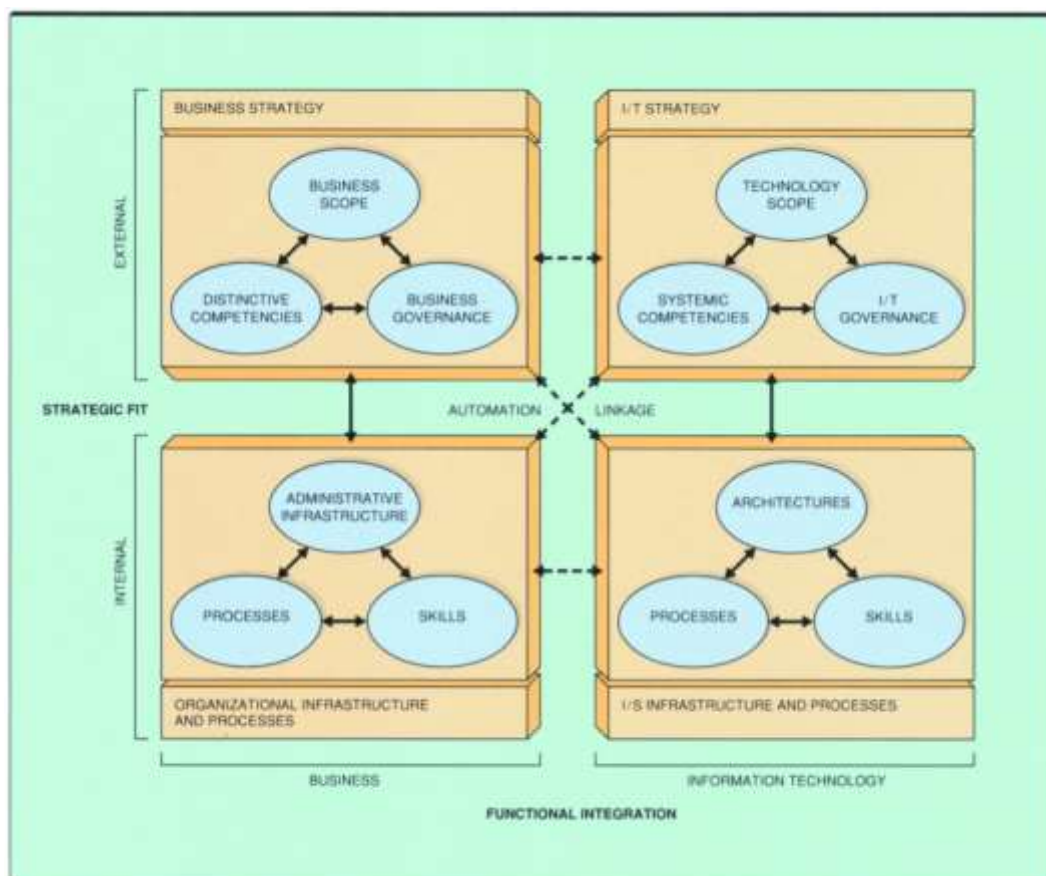 BUSINESS STRATEGY
I/T STRATEGY
EXTERNAL
BUSINESS
SCOPE
DISTINCTIVE
COMPETENCIES
BUSINESS
GOVERNANCE
TECHNOLOGY
SCOPE
SYSTEMIC
COMPETENCIES
I/T
GOVERNANCE
STRATEGIC FIT
AUTOMATION
LINKAGE
INTERNAL
ADMINISTRATIVE
INFRASTRUCTURE
PROCESSES
SKILLS
ARCHITECTURES
PROCESSES
SKILLS
ORGANIZATIONAL INFRASTRUCTURE
AND PROCESSES
I/S INFRASTRUCTURE AND PROCESSES
BUSINESS
INFORMATION TECHNOLOGY
FUNCTIONAL INTEGRATION